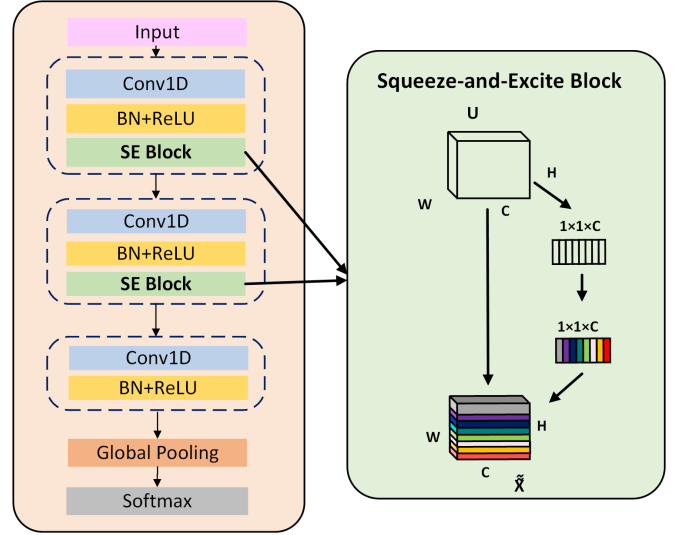 Input
Conv1D
BN+ReLU
SE Block
Conv1D
BN+ReLU
SE Block
Conv1D
BN+ReLU
Global Pooling
Softmax
Squeeze-and-Excite Block
U
H
W
C
1×1×C
1×1×C
W
H
C
X̃